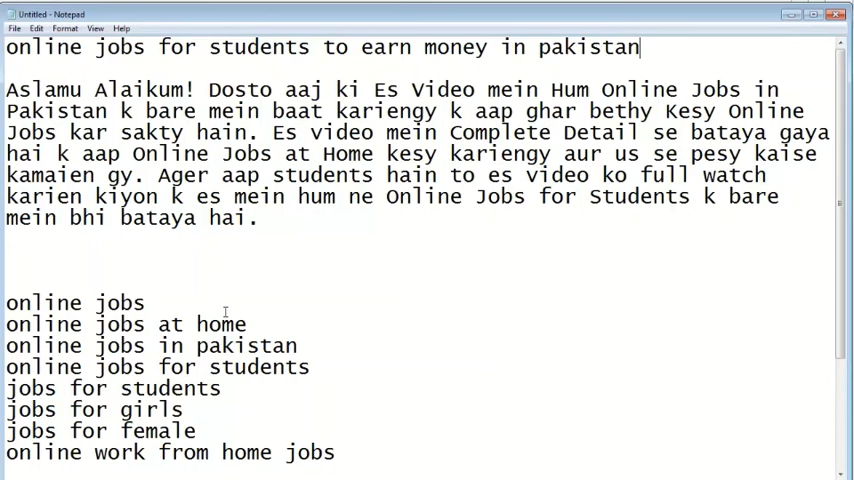 Untitled - Notepad
File Edit Format View Help
online jobs for students to earn money in pakistan
Aslamu Alaikum! Dosto aaj ki Es Video mein Hum Online Jobs in
Pakistan k bare mein baat kariengy k aap ghar bethy Kesy Online
Jobs kar sakty hain. Es video mein Complete Detail se bataya gaya
hai k aap Online Jobs at Home kesy kariengy aur us se pesy kaise
kamaien gy. Ager aap students hain to es video ko full watch
karien kiyon k es mein hum ne Online Jobs for Students k bare
mein bhi bataya hai.
online jobs
online jobs at home
online jobs in pakistan
online jobs for students
jobs for students
jobs for girls
jobs for female
online work from home jobs